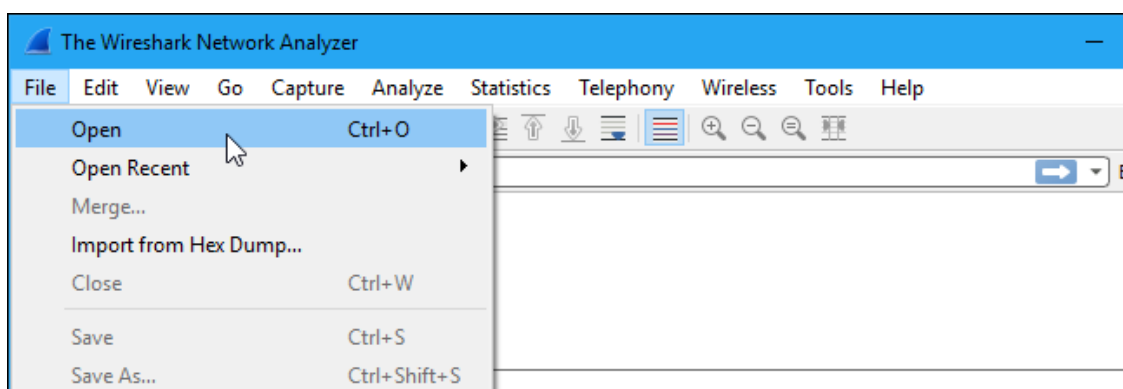 The Wireshark Network Analyzer
File Edit View Go Capture Analyze Statistics Telephony Wireless Tools Help
Open Ctrl+O
Open Recent
Merge...
Import from Hex Dump...
Close Ctrl+W
Save Ctrl+S
Save As... Ctrl+Shift+S